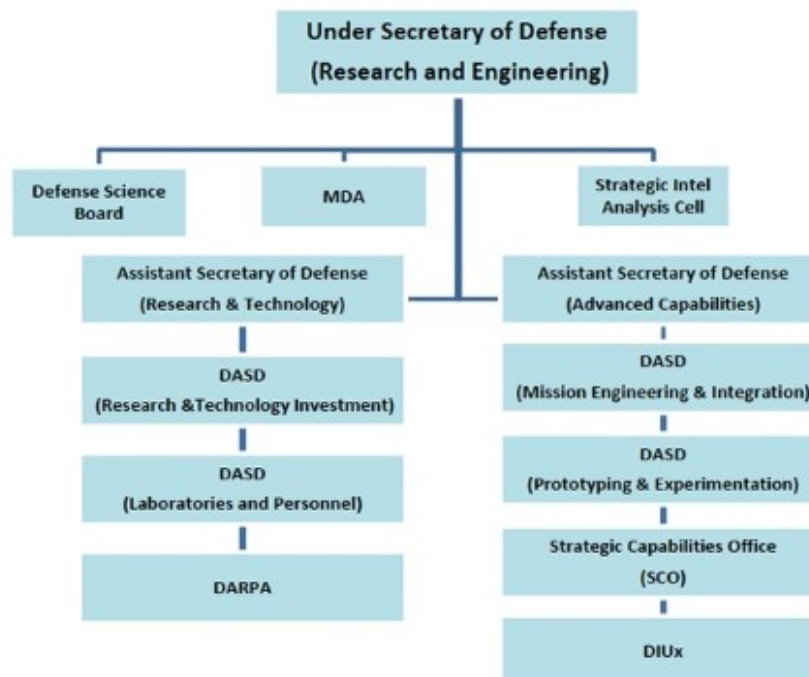 Under Secretary of Defense
(Research and Engineering)
Defense Science
Board
MDA
Strategic Intel
Analysis Cell
Assistant Secretary of Defense
(Research & Technology)
Assistant Secretary of Defense
(Advanced Capabilities)
DASD
(Research &Technology Investment)
DASD
(Mission Engineering & Integration)
DASD
(Laboratories and Personnel)
DASD
(Prototyping & Experimentation)
DARPA
Strategic Capabilities Office
(SCO)
DIUx